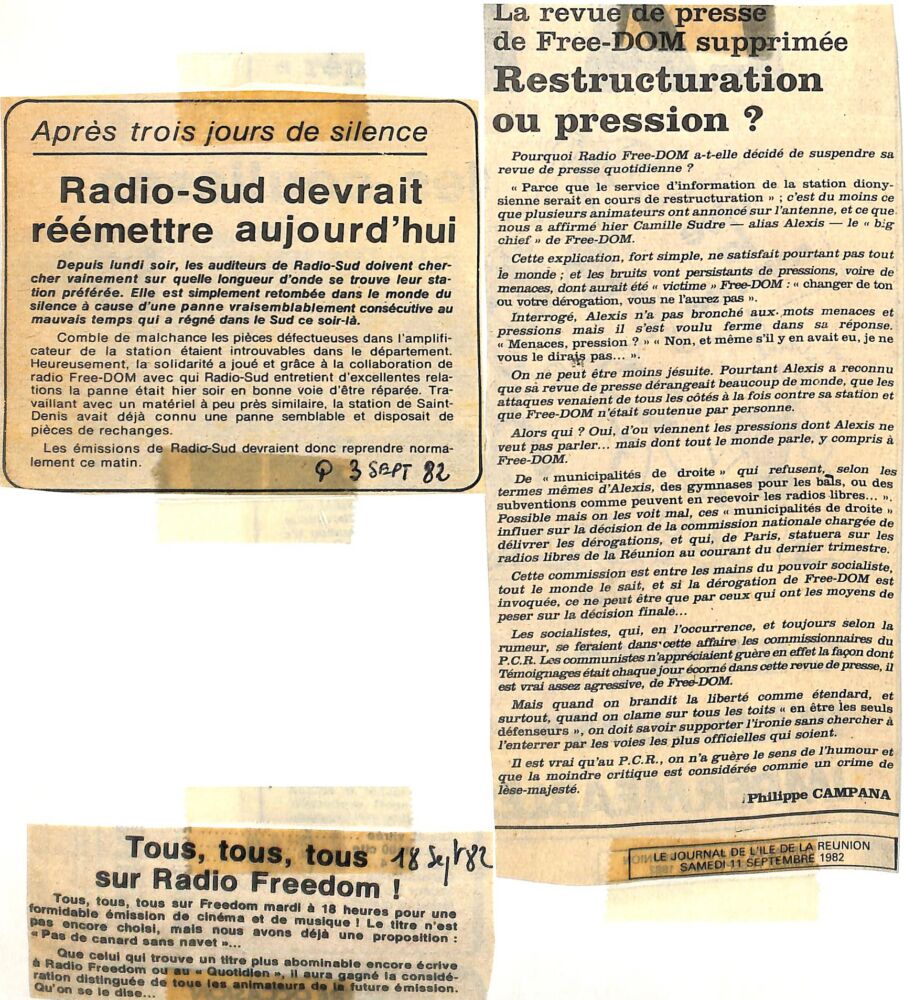 Après trois jours de silence
Radio-Sud devrait
réémettre aujourd'hui
Depuis lundi soir, les auditeurs de Radio-Sud doivent cher-
cher vainement sur quelle longueur d'onde se trouve leur sta-
tion préférée. Elle est simplement retombée dans le monde du
silence à cause d'une panne vraisemblablement consécutive au
mauvais temps qui a régné dans le Sud ce soir-là.
Comble de malchance les pièces défectueuses dans l'amplifi-
cateur de la station étaient introuvables dans le département.
Heureusement, la solidarité a joué et grâce à la collaboration de
radio Free-DOM avec qui Radio-Sud entretient d'excellentes rela-
tions la panne était hier soir en bonne voie d'être réparée. Tra-
vaillant avec un matériel à peu près similaire, la station de Saint-
Denis avait déjà connu une panne semblable et disposait de
pièces de rechanges.
Les émissions de Radio-Sud devraient donc reprendre norma-
lement ce matin.
Q 3 SEPT 82
La revue de presse
de Free-DOM supprimée
Restructuration
ou pression ?
Pourquoi Radio Free-DOM a-t-elle décidé de suspendre sa
revue de presse quotidienne ?
« Parce que le service d'information de la station diony-
sienne serait en cours de restructuration » ; c'est du moins ce
que plusieurs animateurs ont annoncé sur l'antenne, et ce que
nous a affirmé hier Camille Sudre — alias Alexis — le « big
chief » de Free-DOM.
Cette explication, fort simple, ne satisfait pourtant pas tout
le monde ; et les bruits vont persistants de pressions, voire de
menaces, dont aurait été « victime » Free-DOM : « changer de ton
ou votre dérogation, vous ne l'aurez pas ».
Interrogé, Alexis n'a pas bronché aux mots menaces et
pressions mais il s'est voulu ferme dans sa réponse.
« Menaces, pression ? » « Non, et même s'il y en avait eu, je ne
vous le dirais pas... ».
On ne peut être moins jésuite. Pourtant Alexis a reconnu
que sa revue de presse dérangeait beaucoup de monde, que les
attaques venaient de tous les côtés à la fois contre sa station et
que Free-DOM n'était soutenue par personne.
Alors qui ? Oui, d'ou viennent les pressions dont Alexis ne
veut pas parler... mais dont tout le monde parle, y compris à
Free-DOM.
De « municipalités de droite » qui refusent, selon les
termes mêmes d'Alexis, des gymnases pour les bals, ou des
subventions comme peuvent en recevoir les radios libres... ».
Possible mais on les voit mal, ces « municipalités de droite »
influer sur la décision de la commission nationale chargée de
délivrer les dérogations, et qui, de Paris, statuera sur les
radios libres de la Réunion au courant du dernier trimestre.
Cette commission est entre les mains du pouvoir socialiste,
tout le monde le sait, et si la dérogation de Free-DOM est
invoquée, ce ne peut être que par ceux qui ont les moyens de
peser sur la décision finale...
Les socialistes, qui, en l'occurrence, et toujours selon la
rumeur, se feraient dans cette affaire les commissionnaires du
P.C.R. Les communistes n'appréciaient guère en effet la façon dont
Témoignages était chaque jour écorné dans cette revue de presse, il
est vrai assez agressive, de Free-DOM.
Mais quand on brandit la liberté comme étendard, et
surtout, quand on clame sur tous les toits « en être les seuls
défenseurs », on doit savoir supporter l'ironie sans chercher à
l'enterrer par les voies les plus officielles qui soient.
Il est vrai qu'au P.C.R., on n'a guère le sens de l'humour et
que la moindre critique est considérée comme un crime de
lèse-majesté.
Philippe CAMPANA
LE JOURNAL DE L'ILE DE LA REUNION
SAMEDI 11 SEPTEMBRE 1982
Tous, tous, tous
sur Radio Freedom !
18 Sept 82
Tous, tous, tous sur Freedom mardi à 18 heures pour une
formidable émission de cinéma et de musique ! Le titre n'est
pas encore choisi, mais nous avons déjà une proposition :
« Pas de canard sans navet »...
Que celui qui trouve un titre plus abominable encore écrive
à Radio Freedom ou au « Quotidien », il aura gagné la considé-
ration distinguée de tous les animateurs de la future émission.
Qu'on se le dise...